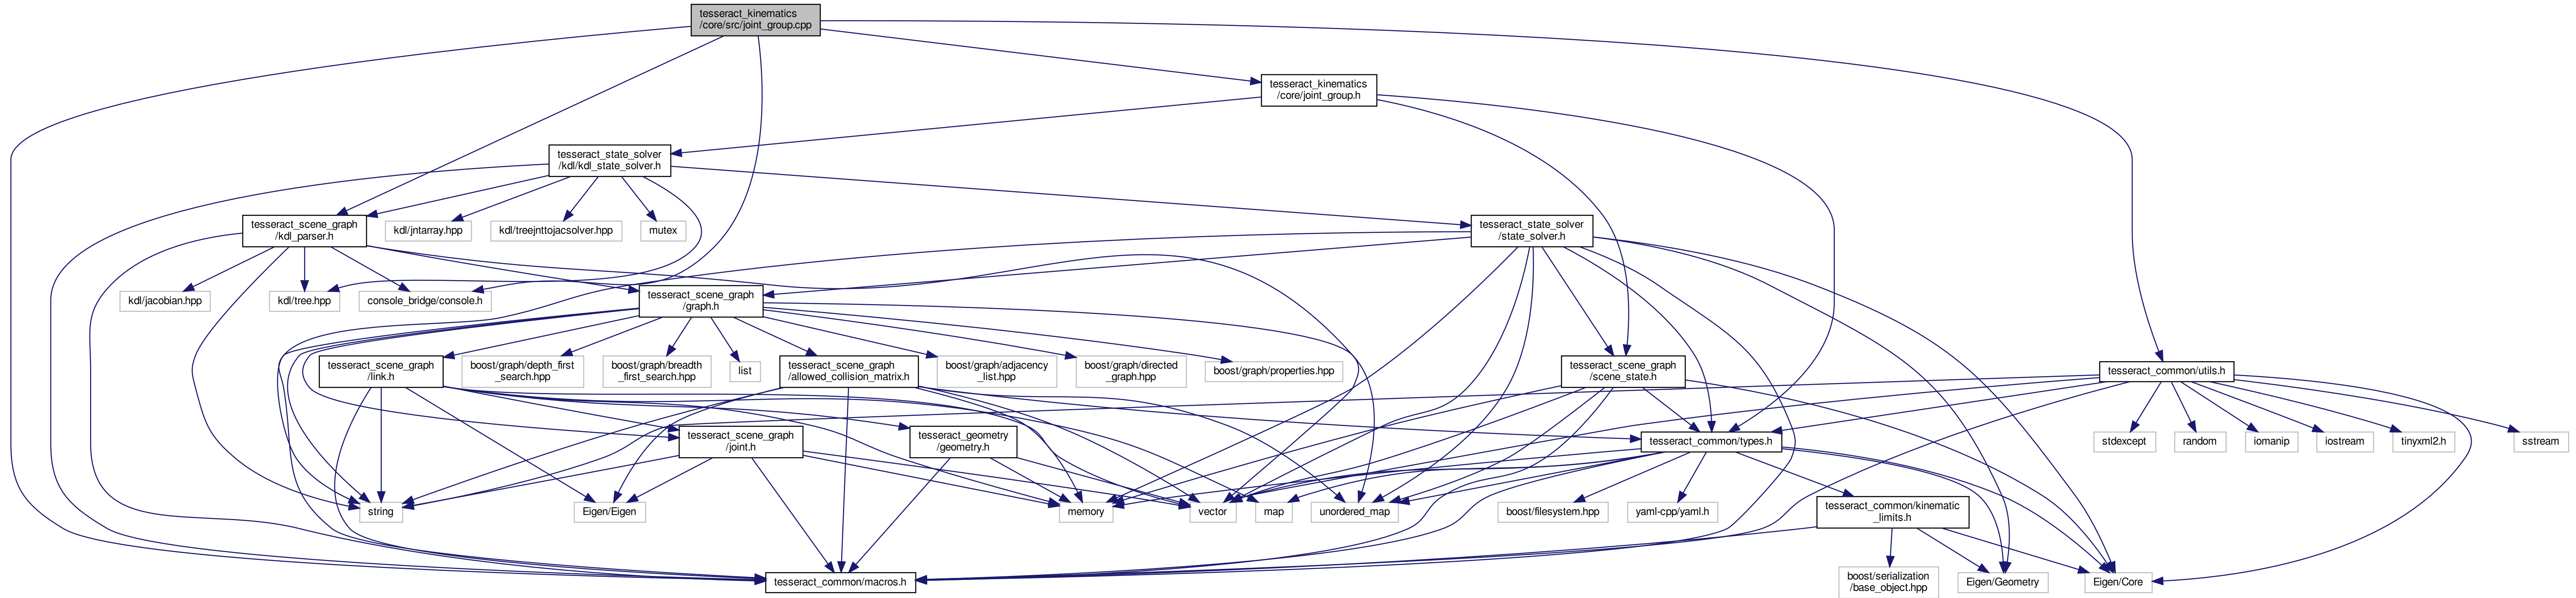 tesseract_kinematics
/core/src/joint_group.cpp
tesseract_kinematics
/core/joint_group.h
tesseract_state_solver
/kdl/kdl_state_solver.h
tesseract_scene_graph
/kdl_parser.h
kdl/jntarray.hpp
kdl/treejnttojacsolver.hpp
mutex
tesseract_state_solver
/state_solver.h
kdl/jacobian.hpp
kdl/tree.hpp
console_bridge/console.h
tesseract_scene_graph
/graph.h
tesseract_scene_graph
/link.h
boost/graph/depth_first
_search.hpp
boost/graph/breadth
_first_search.hpp
list
tesseract_scene_graph
/allowed_collision_matrix.h
boost/graph/adjacency
_list.hpp
boost/graph/directed
_graph.hpp
boost/graph/properties.hpp
tesseract_scene_graph
/scene_state.h
tesseract_common/utils.h
tesseract_scene_graph
/joint.h
tesseract_geometry
/geometry.h
tesseract_common/types.h
stdexcept
random
iomanip
iostream
tinyxml2.h
sstream
string
Eigen/Eigen
memory
vector
map
unordered_map
boost/filesystem.hpp
yaml-cpp/yaml.h
tesseract_common/kinematic
_limits.h
tesseract_common/macros.h
boost/serialization
/base_object.hpp
Eigen/Geometry
Eigen/Core